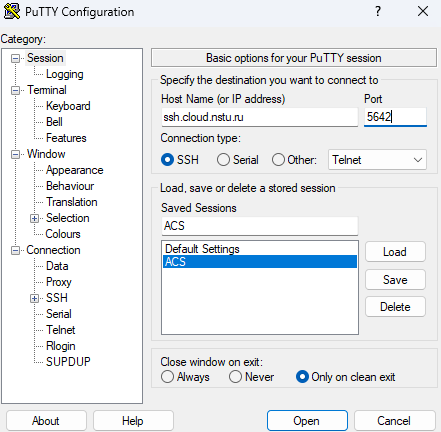 PuTTY Configuration
? ×
Category:
Session
Logging
Terminal
Keyboard
Bell
Features
Window
Appearance
Behaviour
Translation
Selection
Colours
Connection
Data
Proxy
SSH
Serial
Telnet
Rlogin
SUPDUP
Basic options for your PuTTY session
Specify the destination you want to connect to
Host Name (or IP address) Port
ssh.cloud.nstu.ru 5642
Connection type:
SSH Serial Other: Telnet
Load, save or delete a stored session
Saved Sessions
ACS
Default Settings
ACS
Load
Save
Delete
Close window on exit:
Always Never Only on clean exit
About Help Open Cancel